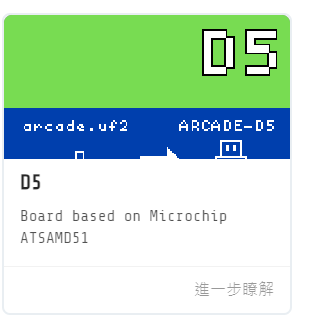 D5
arcade.uf2 ARCADE-D5
D5
Board based on Microchip
ATSAMD51
進一步瞭解